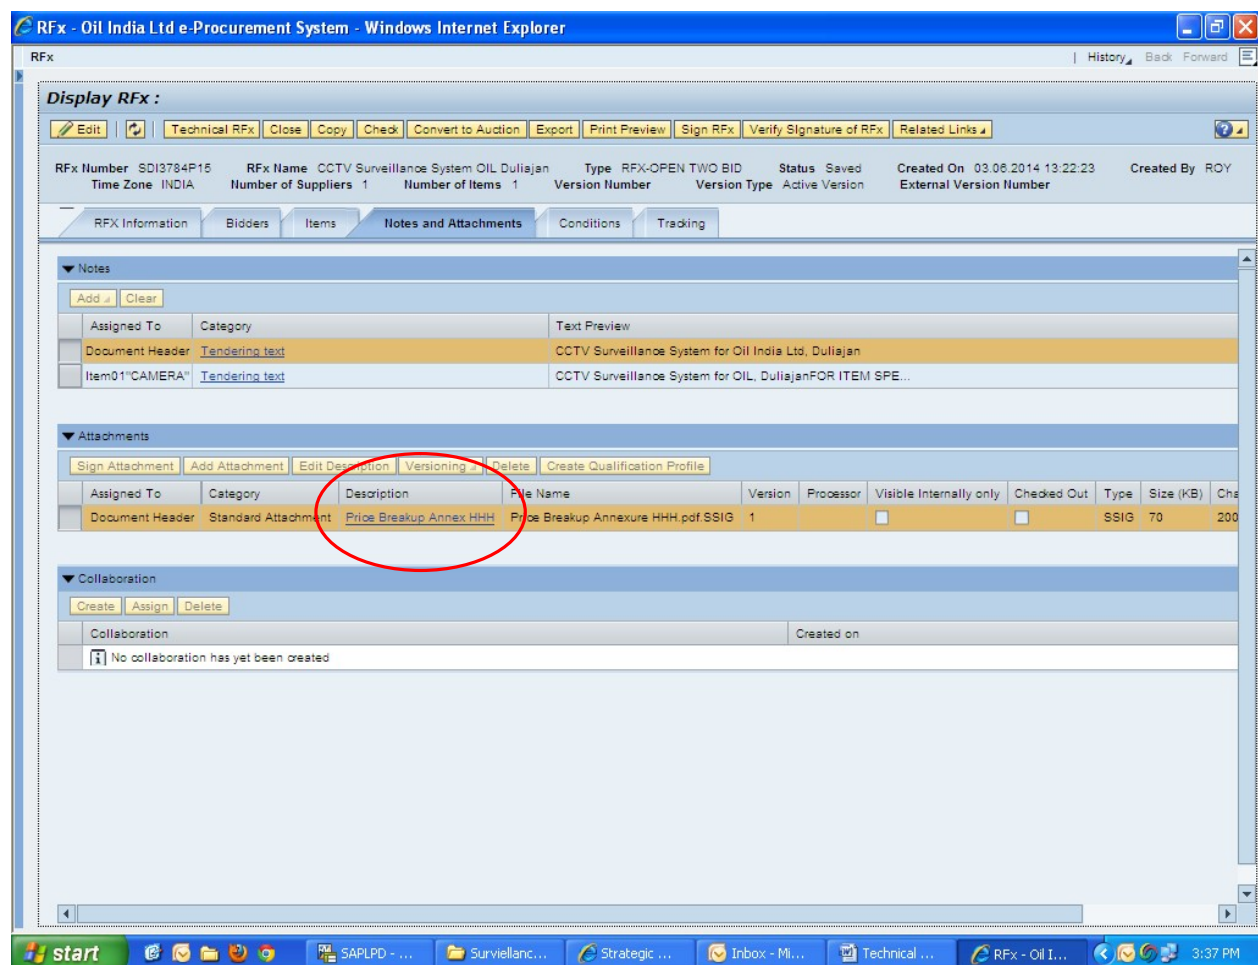 RFx - Oil India Ltd e-Procurement System - Windows Internet Explorer
RFx | History Back Forward
Display RFx :
Edit | | Technical RFx Close Copy Check Convert to Auction Export Print Preview Sign RFx Verify Signature of RFx Related Links
RFx Number SDI3784P15 RFx Name CCTV Surveillance System OIL Duliajan Type RFX-OPEN TWO BID Status Saved Created On 03.06.2014 13:22:23 Created By ROY
Time Zone INDIA Number of Suppliers 1 Number of Items 1 Version Number Version Type Active Version External Version Number
RFX Information Bidders Items Notes and Attachments Conditions Tracking
Notes
Add Clear
Assigned To Category Text Preview
Document Header Tendering text CCTV Surveillance System for Oil India Ltd, Duliajan
Item01"CAMERA" Tendering text CCTV Surveillance System for OIL, DuliajanFOR ITEM SPE...
Attachments
Sign Attachment Add Attachment Edit Description Versioning Delete Create Qualification Profile
Assigned To Category Description File Name Version Processor Visible Internally only Checked Out Type Size (KB) Cha
Document Header Standard Attachment Price Breakup Annex HHH Price Breakup Annexure HHH.pdf.SSIG 1 SSIG 70 200
Collaboration
Create Assign Delete
Collaboration Created on
No collaboration has yet been created
start SAPLPD - ... Surviellanc... Strategic ... Inbox - Mi... Technical ... RFx - Oil I... 3:37 PM